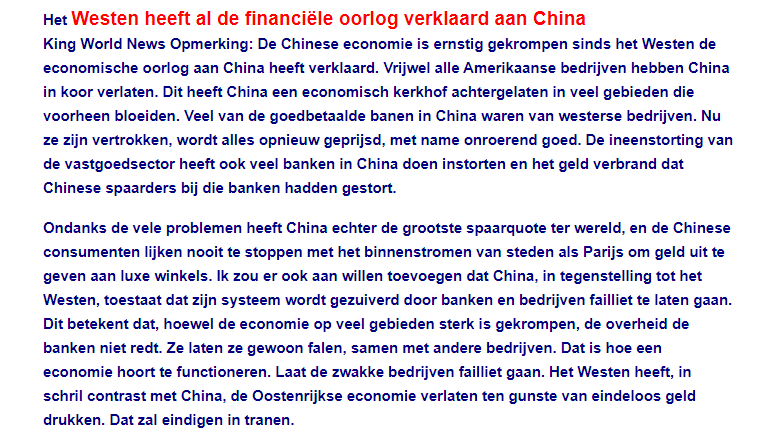 Het Westen heeft al de financiële oorlog verklaard aan China
King World News Opmerking: De Chinese economie is ernstig gekrompen sinds het Westen de
economische oorlog aan China heeft verklaard. Vrijwel alle Amerikaanse bedrijven hebben China
in koor verlaten. Dit heeft China een economisch kerkhof achtergelaten in veel gebieden die
voorheen bloeiden. Veel van de goedbetaalde banen in China waren van westerse bedrijven. Nu
ze zijn vertrokken, wordt alles opnieuw geprijsd, met name onroerend goed. De ineenstorting van
de vastgoedsector heeft ook veel banken in China doen instorten en het geld verbrand dat
Chinese spaarders bij die banken hadden gestort.
Ondanks de vele problemen heeft China echter de grootste spaarquote ter wereld, en de Chinese
consumenten lijken nooit te stoppen met het binnenstromen van steden als Parijs om geld uit te
geven aan luxe winkels. Ik zou er ook aan willen toevoegen dat China, in tegenstelling tot het
Westen, toestaat dat zijn systeem wordt gezuiverd door banken en bedrijven failliet te laten gaan.
Dit betekent dat, hoewel de economie op veel gebieden sterk is gekrompen, de overheid de
banken niet redt. Ze laten ze gewoon falen, samen met andere bedrijven. Dat is hoe een
economie hoort te functioneren. Laat de zwakke bedrijven failliet gaan. Het Westen heeft, in
schril contrast met China, de Oostenrijkse economie verlaten ten gunste van eindeloos geld
drukken. Dat zal eindigen in tranen.